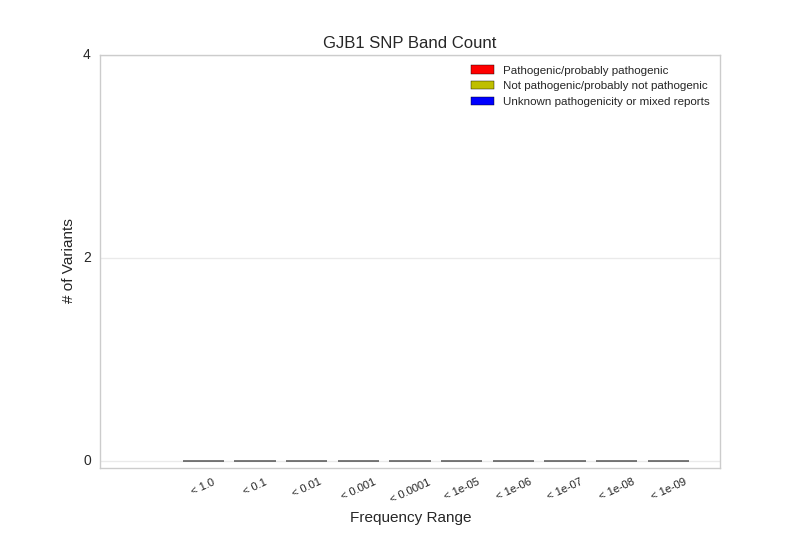 GJB1 SNP Band Count
4
Pathogenic/probably pathogenic
Not pathogenic/probably not pathogenic
Unknown pathogenicity or mixed reports
# of Variants
2
0
< 1.0
< 0.1
< 0.01
< 0.001
< 0.0001
< 1e-05
< 1e-06
< 1e-07
< 1e-08
< 1e-09
Frequency Range